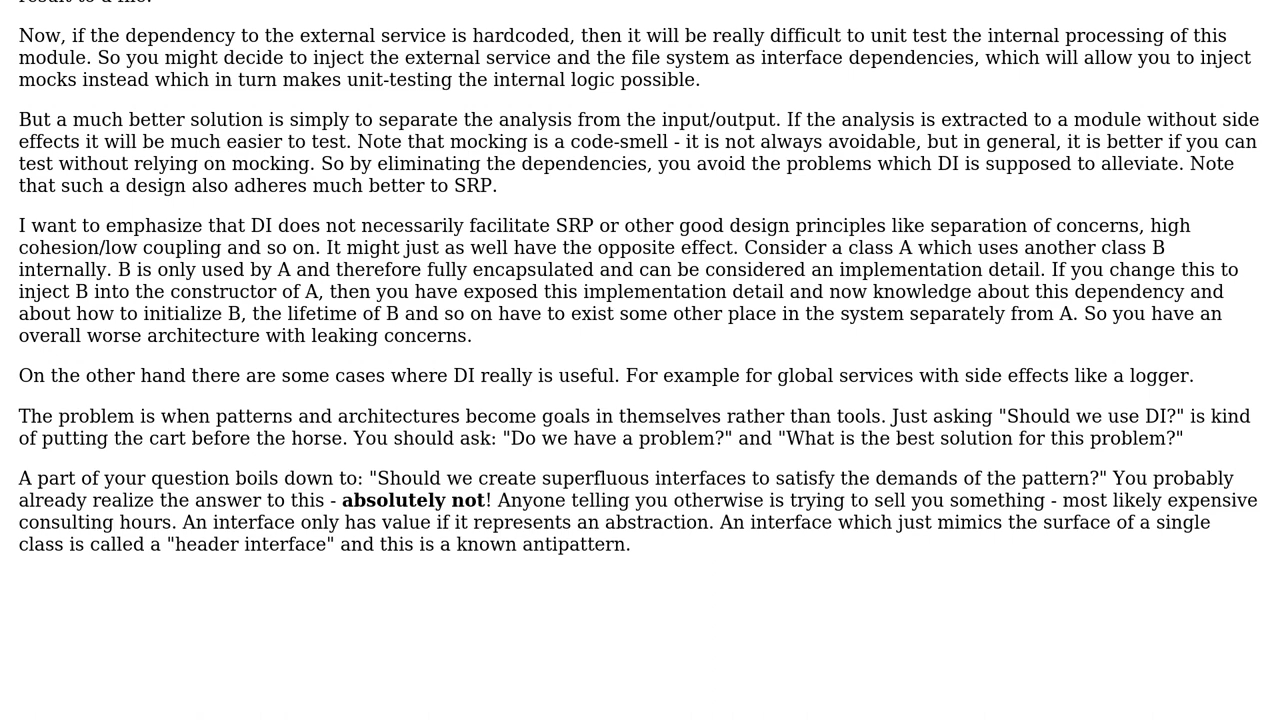 result to a file.
Now, if the dependency to the external service is hardcoded, then it will be really difficult to unit test the internal processing of this
module. So you might decide to inject the external service and the file system as interface dependencies, which will allow you to inject
mocks instead which in turn makes unit-testing the internal logic possible.
But a much better solution is simply to separate the analysis from the input/output. If the analysis is extracted to a module without side
effects it will be much easier to test. Note that mocking is a code-smell - it is not always avoidable, but in general, it is better if you can
test without relying on mocking. So by eliminating the dependencies, you avoid the problems which DI is supposed to alleviate. Note
that such a design also adheres much better to SRP.
I want to emphasize that DI does not necessarily facilitate SRP or other good design principles like separation of concerns, high
cohesion/low coupling and so on. It might just as well have the opposite effect. Consider a class A which uses another class B
internally. B is only used by A and therefore fully encapsulated and can be considered an implementation detail. If you change this to
inject B into the constructor of A, then you have exposed this implementation detail and now knowledge about this dependency and
about how to initialize B, the lifetime of B and so on have to exist some other place in the system separately from A. So you have an
overall worse architecture with leaking concerns.
On the other hand there are some cases where DI really is useful. For example for global services with side effects like a logger.
The problem is when patterns and architectures become goals in themselves rather than tools. Just asking "Should we use DI?" is kind
of putting the cart before the horse. You should ask: "Do we have a problem?" and "What is the best solution for this problem?"
A part of your question boils down to: "Should we create superfluous interfaces to satisfy the demands of the pattern?" You probably
already realize the answer to this - absolutely not! Anyone telling you otherwise is trying to sell you something - most likely expensive
consulting hours. An interface only has value if it represents an abstraction. An interface which just mimics the surface of a single
class is called a "header interface" and this is a known antipattern.